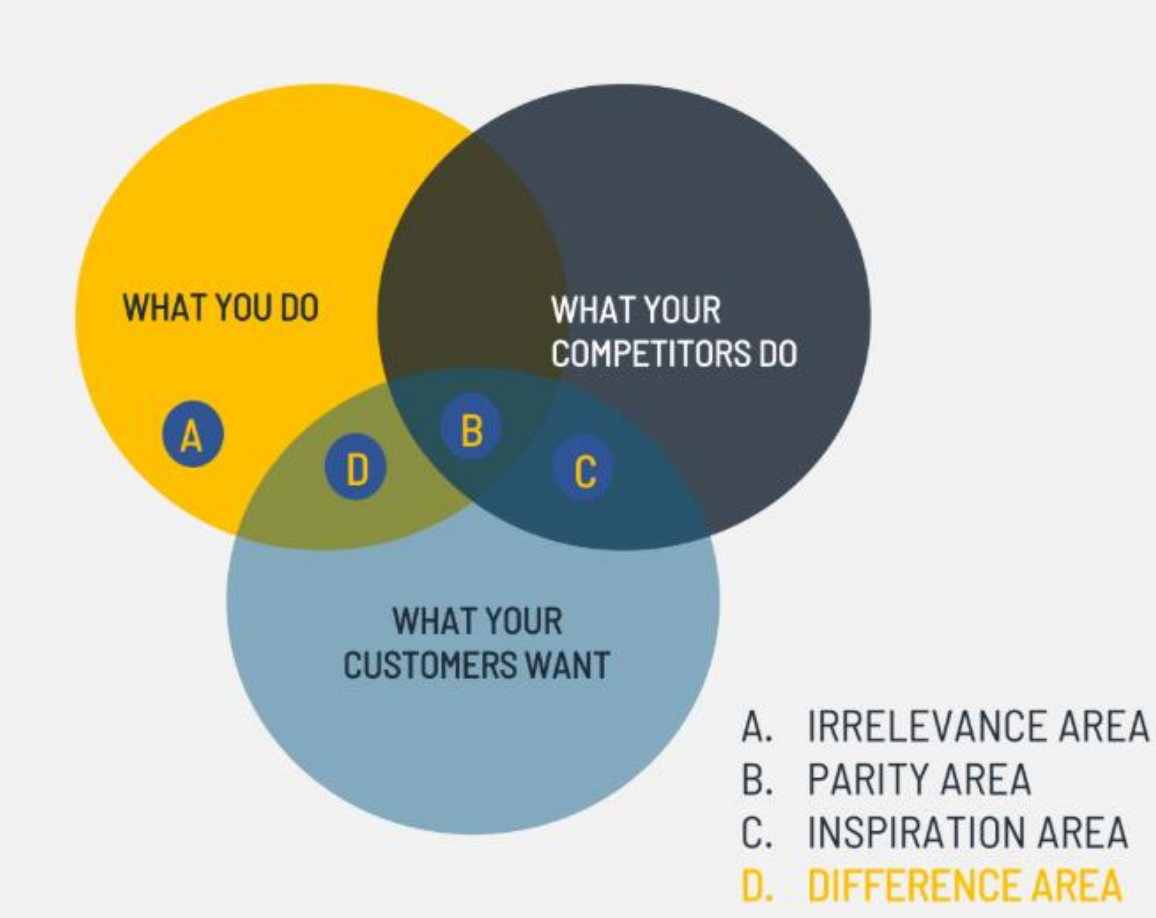 WHAT YOU DO
WHAT YOUR
COMPETITORS DO
A
B
D
C
WHAT YOUR
CUSTOMERS WANT
A. IRRELEVANCE AREA
B. PARITY AREA
C. INSPIRATION AREA
D. DIFFERENCE AREA